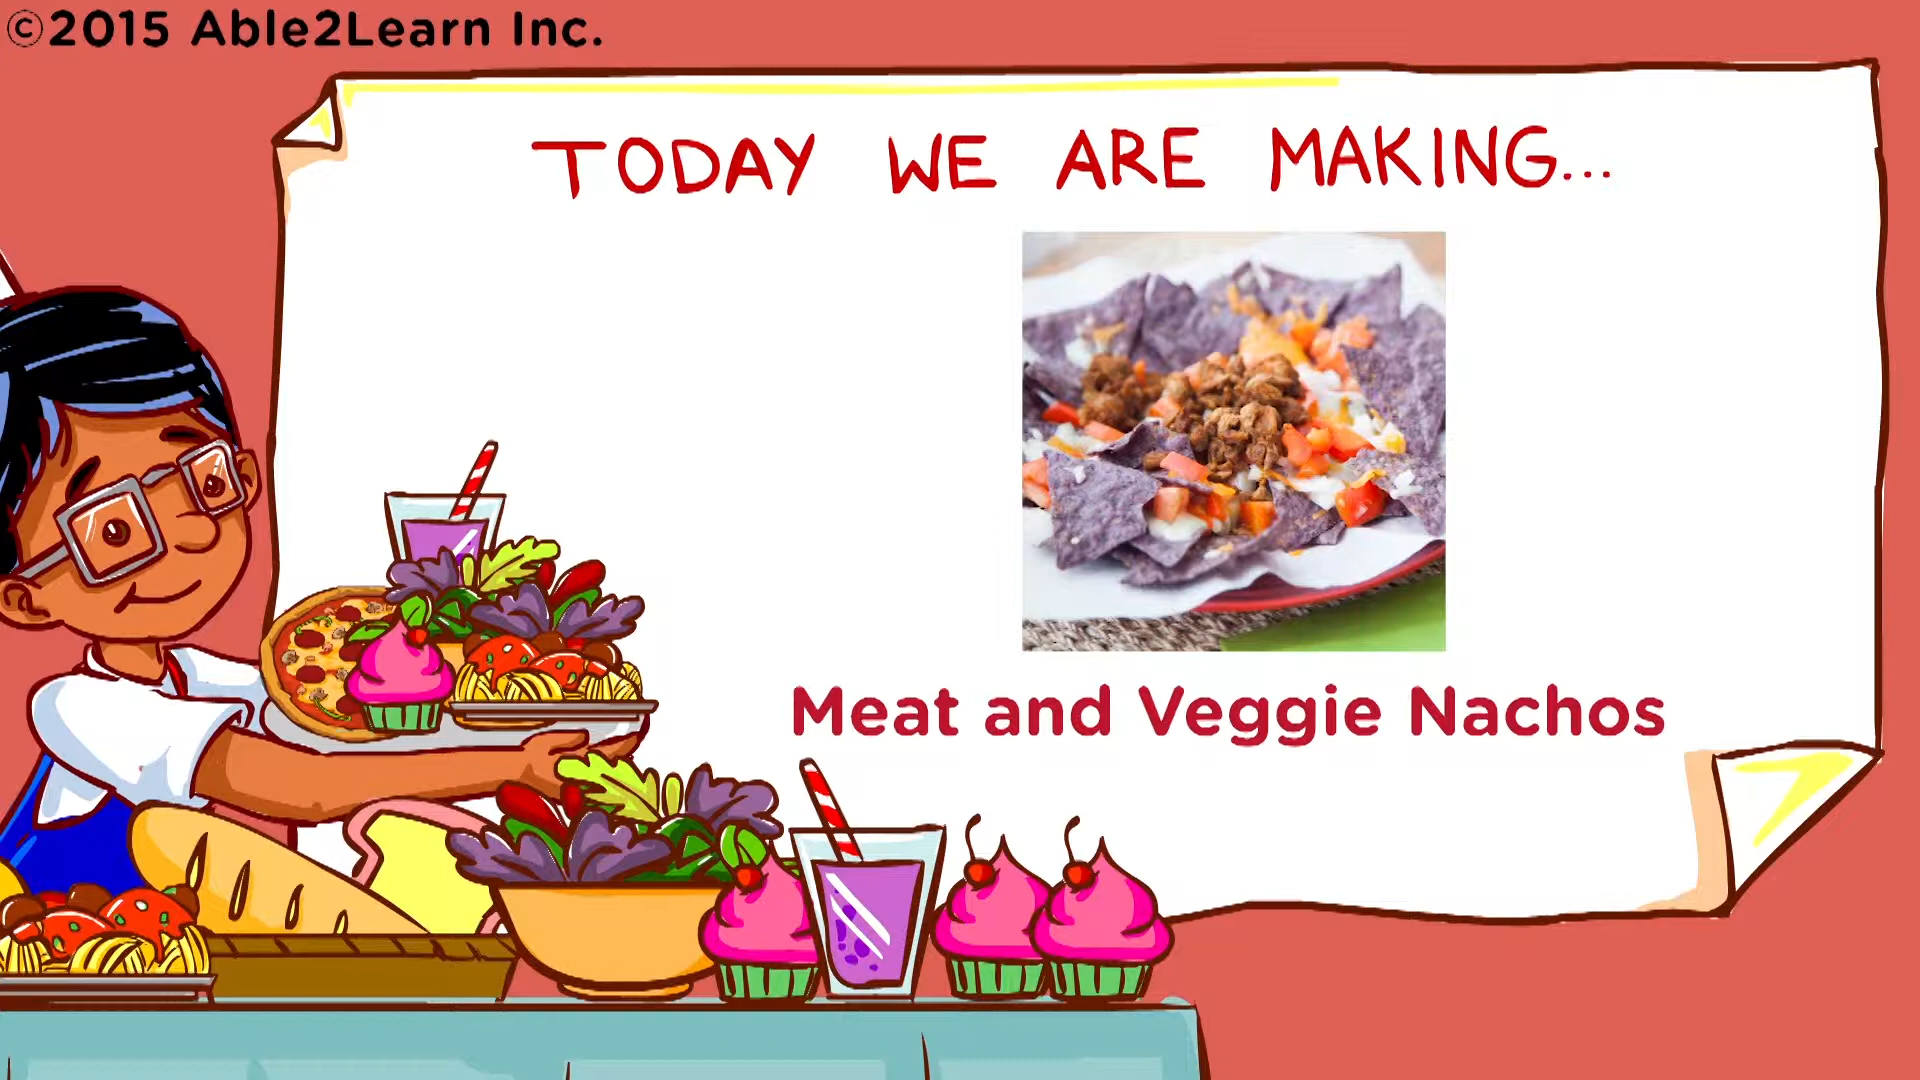 ©2015 Able2Learn Inc.
TODAY WE ARE MAKING...
Meat and Veggie Nachos